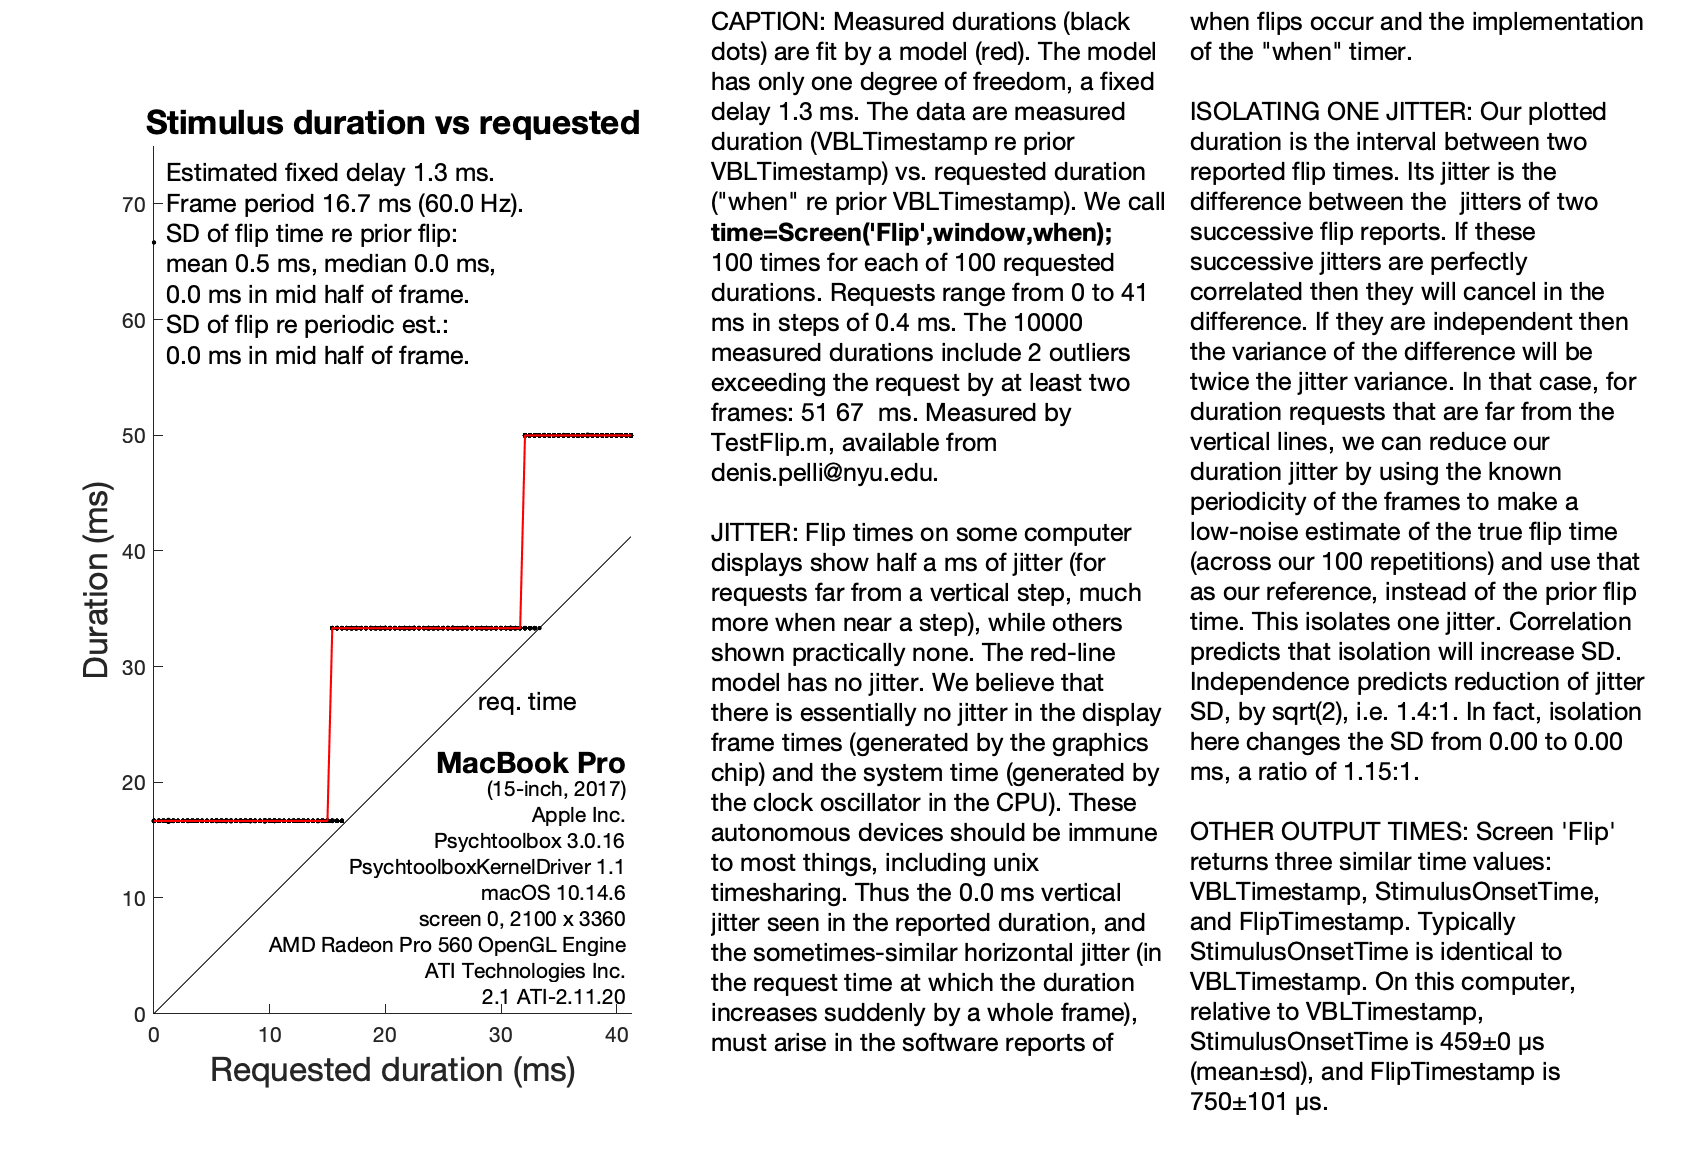 Stimulus duration vs requested
Estimated fixed delay 1.3 ms.
Frame period 16.7 ms (60.0 Hz).
SD of flip time re prior flip:
mean 0.5 ms, median 0.0 ms,
0.0 ms in mid half of frame.
SD of flip re periodic est.:
0.0 ms in mid half of frame.
70
60
50
40
30
20
10
0
Duration (ms)
req. time
MacBook Pro
(15-inch, 2017)
Apple Inc.
Psychtoolbox 3.0.16
PsychtoolboxKernelDriver 1.1
macOS 10.14.6
screen 0, 2100 x 3360
AMD Radeon Pro 560 OpenGL Engine
ATI Technologies Inc.
2.1 ATI-2.11.20
0 10 20 30 40
Requested duration (ms)
CAPTION: Measured durations (black
dots) are fit by a model (red). The model
has only one degree of freedom, a fixed
delay 1.3 ms. The data are measured
duration (VBLTimestamp re prior
VBLTimestamp) vs. requested duration
("when" re prior VBLTimestamp). We call
time=Screen('Flip',window,when);
100 times for each of 100 requested
durations. Requests range from 0 to 41
ms in steps of 0.4 ms. The 10000
measured durations include 2 outliers
exceeding the request by at least two
frames: 51 67  ms. Measured by
TestFlip.m, available from
denis.pelli@nyu.edu.
JITTER: Flip times on some computer
displays show half a ms of jitter (for
requests far from a vertical step, much
more when near a step), while others
shown practically none. The red-line
model has no jitter. We believe that
there is essentially no jitter in the display
frame times (generated by the graphics
chip) and the system time (generated by
the clock oscillator in the CPU). These
autonomous devices should be immune
to most things, including unix
timesharing. Thus the 0.0 ms vertical
jitter seen in the reported duration, and
the sometimes-similar horizontal jitter (in
the request time at which the duration
increases suddenly by a whole frame),
must arise in the software reports of
when flips occur and the implementation
of the "when" timer.
ISOLATING ONE JITTER: Our plotted
duration is the interval between two
reported flip times. Its jitter is the
difference between the  jitters of two
successive flip reports. If these
successive jitters are perfectly
correlated then they will cancel in the
difference. If they are independent then
the variance of the difference will be
twice the jitter variance. In that case, for
duration requests that are far from the
vertical lines, we can reduce our
duration jitter by using the known
periodicity of the frames to make a
low-noise estimate of the true flip time
(across our 100 repetitions) and use that
as our reference, instead of the prior flip
time. This isolates one jitter. Correlation
predicts that isolation will increase SD.
Independence predicts reduction of jitter
SD, by sqrt(2), i.e. 1.4:1. In fact, isolation
here changes the SD from 0.00 to 0.00
ms, a ratio of 1.15:1.
OTHER OUTPUT TIMES: Screen 'Flip'
returns three similar time values:
VBLTimestamp, StimulusOnsetTime,
and FlipTimestamp. Typically
StimulusOnsetTime is identical to
VBLTimestamp. On this computer,
relative to VBLTimestamp,
StimulusOnsetTime is 459±0 µs
(mean±sd), and FlipTimestamp is
750±101 µs.